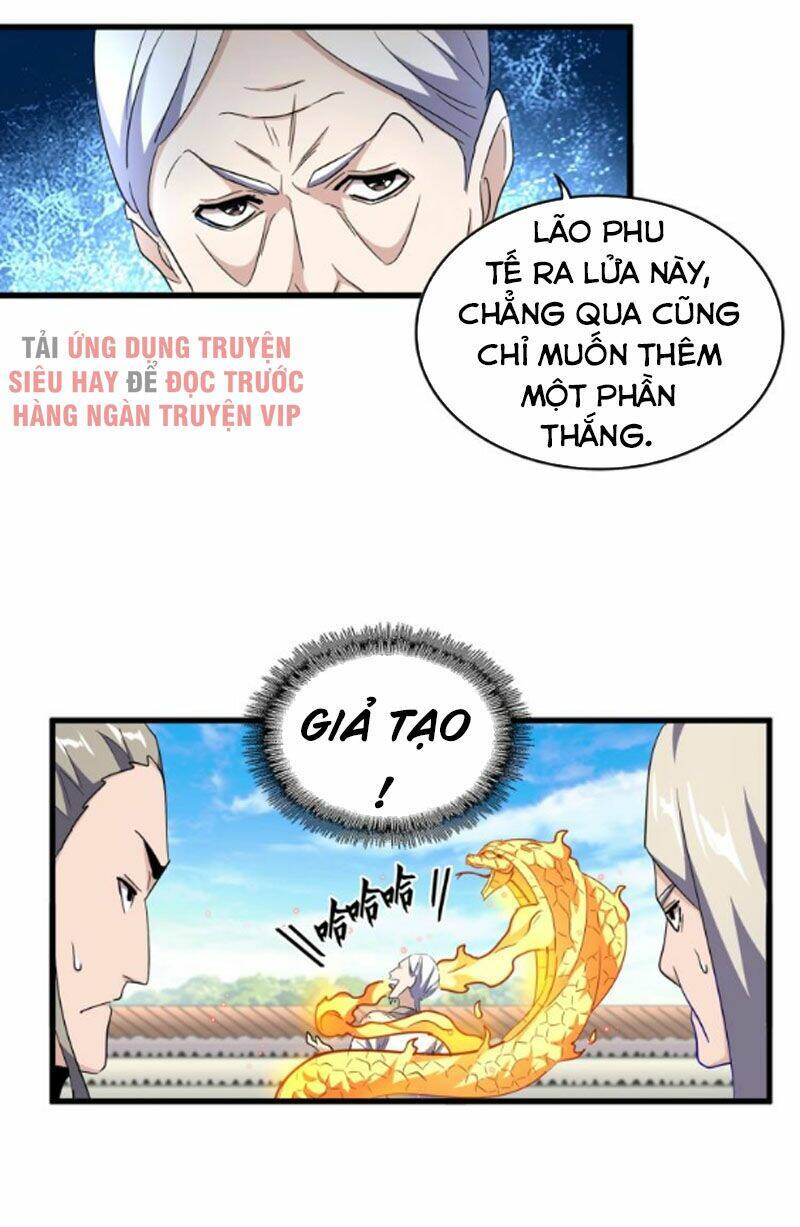 LÃO PHU
TẾ RA LỬA NÀY,
CHẲNG QUA CŨNG
CHỈ MUỐN THÊM
MỘT PHẦN
THẮNG.
TẢI ỨNG DỤNG TRUYỆN
SIÊU HAY ĐỂ ĐỌC TRƯỚC
HÀNG NGÀN TRUYỆN VIP
GIẢ TẠO
!
哈哈哈!!